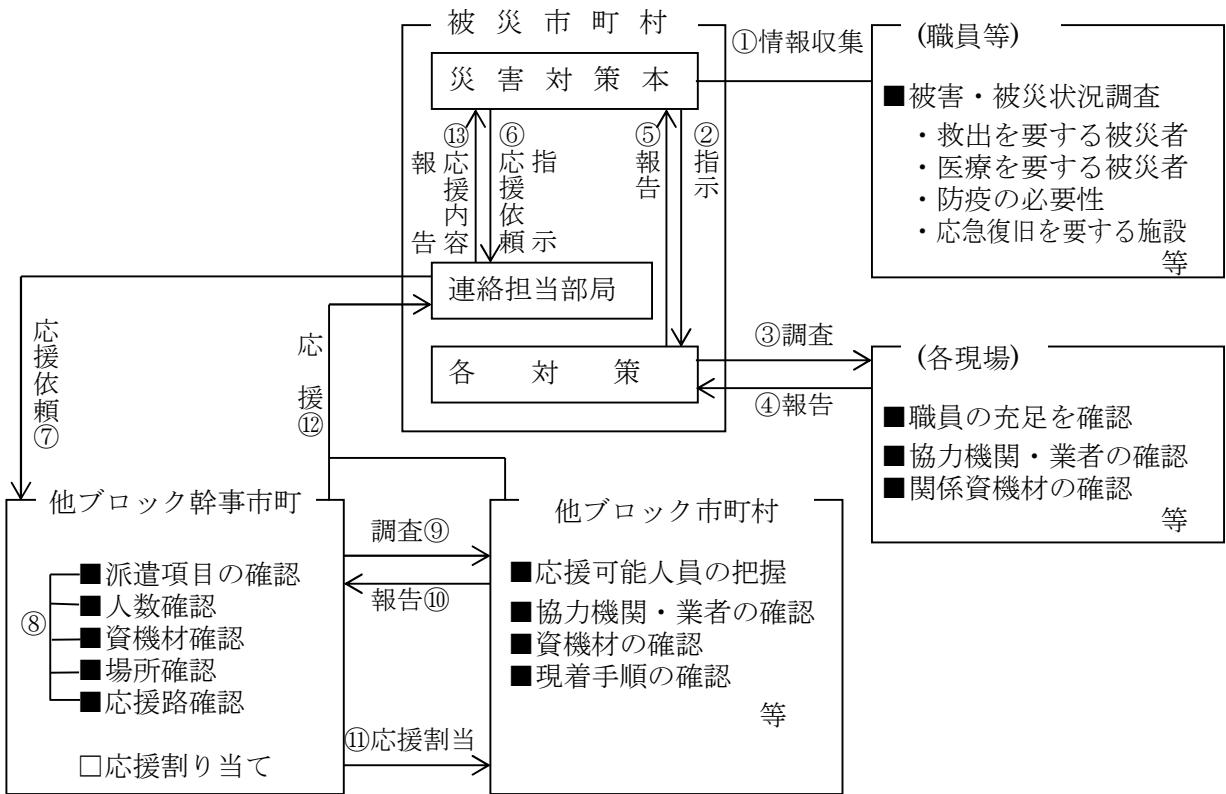 被災市町村
災害対策本
①情報収集
(職員等)
■被害・被災状況調査
・救出を要する被災者
・医療を要する被災者
・防疫の必要性
・応急復旧を要する施設
等
⑬応援内容
報告
⑥応援依頼
指示
⑤報告
②指示
連絡担当部局
各対策
③調査
④報告
(各現場)
■職員の充足を確認
■協力機関・業者の確認
■関係資機材の確認
等
応援依頼⑦
応援⑫
他ブロック幹事市町
⑧
■派遣項目の確認
■人数確認
■資機材確認
■場所確認
■応援路確認
□応援割り当て
調査⑨
報告⑩
⑪応援割当
他ブロック市町村
■応援可能人員の把握
■協力機関・業者の確認
■資機材の確認
■現着手順の確認
等